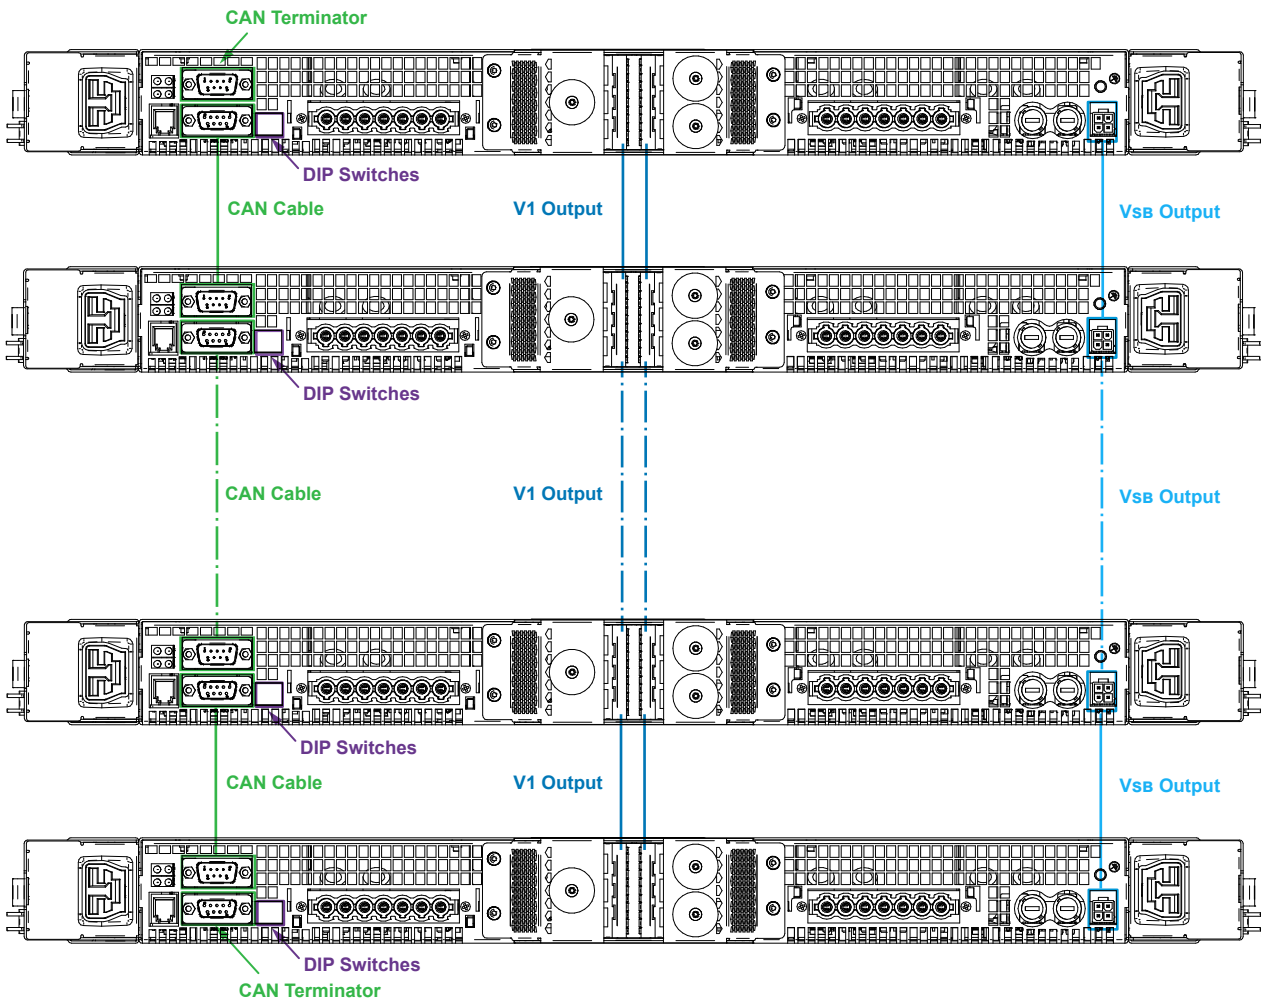 CAN Terminator
DIP Switches
CAN Cable
V1 Output
VSB Output
DIP Switches
CAN Cable
V1 Output
VSB Output
DIP Switches
CAN Cable
V1 Output
VSB Output
DIP Switches
CAN Terminator